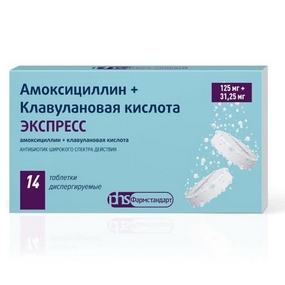 Амоксициллин +
Клавулановая кислота
ЭКСПРЕСС
амоксициллин + клавулановая кислота
АНТИБИОТИК ШИРОКОГО СПЕКТРА ДЕЙСТВИЯ
125 мг +
31,25 мг
14 таблетки
диспергируемые
phs Фармстандарт